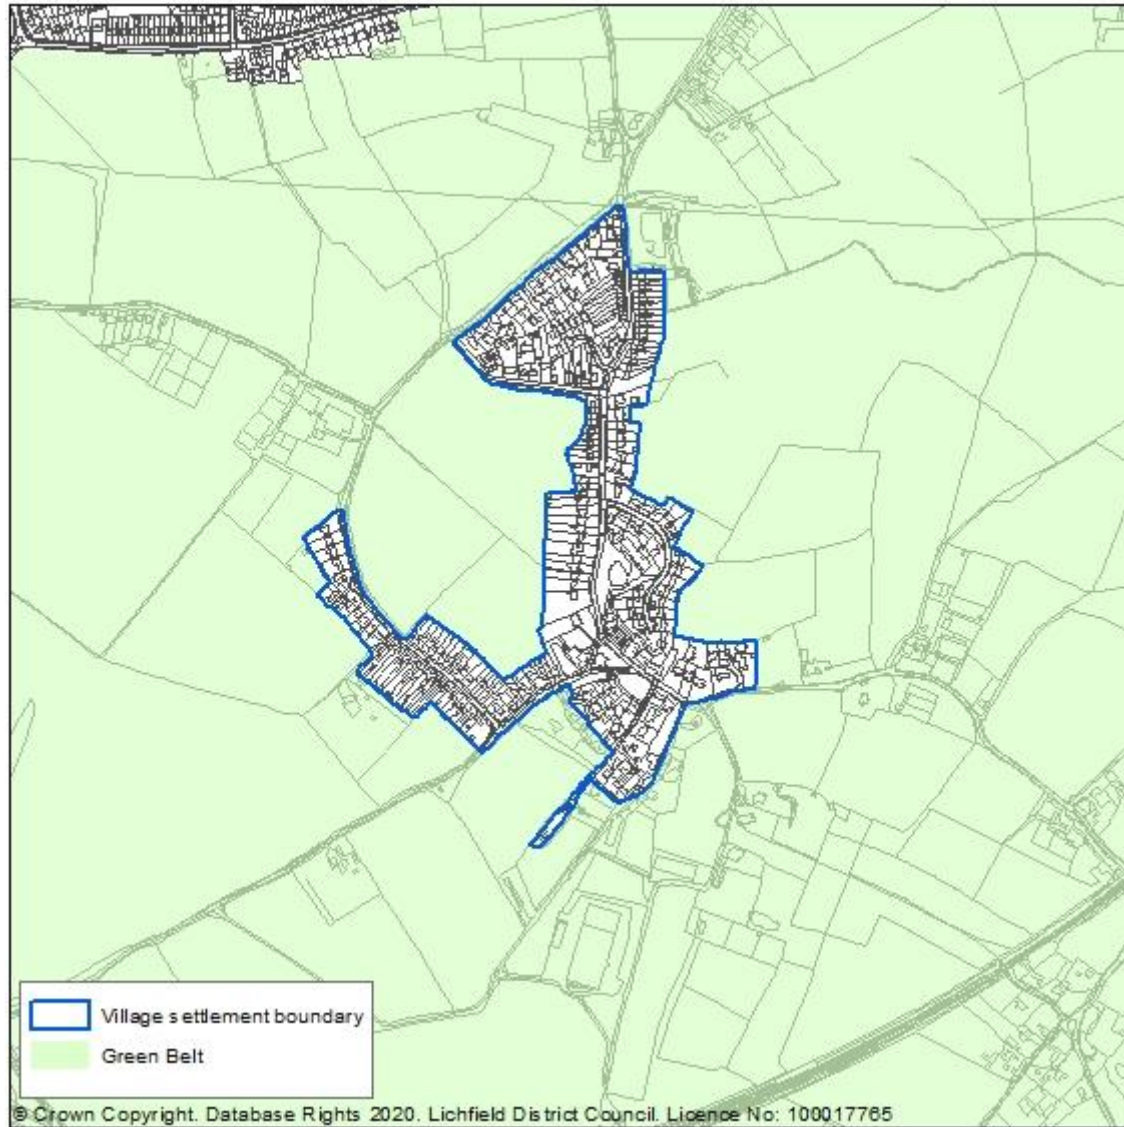 Village settlement boundary
Green Belt
© Crown Copyright. Database Rights 2020. Lichfield District Council. Licence No: 100017765